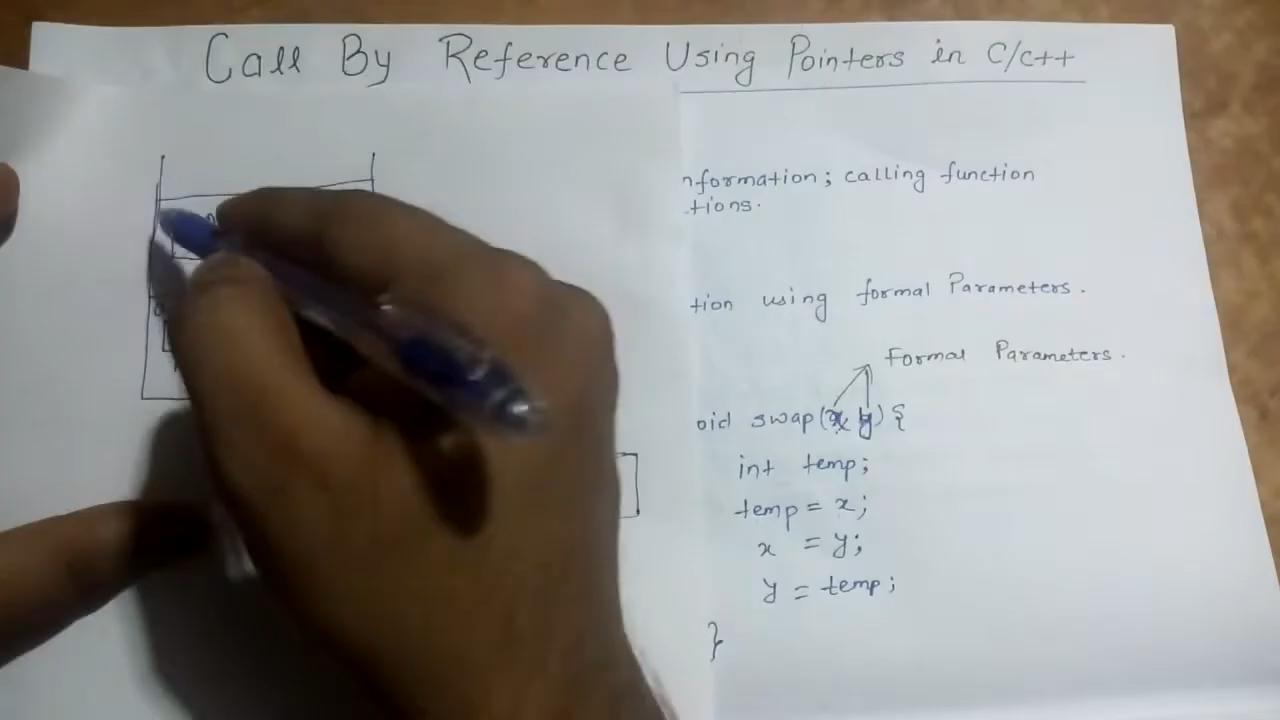 Call By Reference Using Pointers in C/C++
nformation; calling function
tions.
tion using formal Parameters.
Formal Parameters.
oid swap(x y){
int temp;
temp = x;
x = y;
y = temp;
}